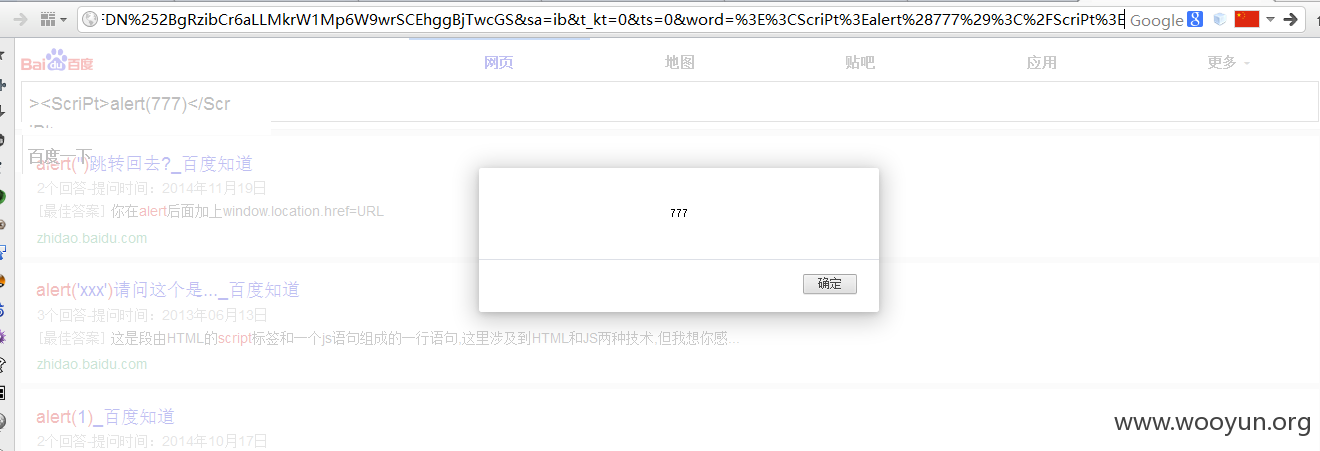 FDN%252BgRzibCr6aLLMkrW1Mp6W9wrSCEhggBjTwcGS&sa=ib&t_kt=0&ts=0&word=%3E%3CScriPt%3Ealert%28777%29%3C%2FScriPt%3E Google
Bai du 百度 网页 地图 贴吧 应用 更多
><ScriPt>alert(777)</Scr
百度一下
alert('')跳转回去?_百度知道
2个回答-提问时间：2014年11月19日
[最佳答案] 你在alert后面加上window.location.href=URL
zhidao.baidu.com
777
确定
alert('xxx')请问这个是..._百度知道
3个回答-提问时间：2013年06月13日
[最佳答案] 这是段由HTML的script标签和一个js语句组成的一行语句,这里涉及到HTML和JS两种技术,但我想你感...
zhidao.baidu.com
alert(1)_百度知道
2个回答-提问时间：2014年10月17日
www.wooyun.org